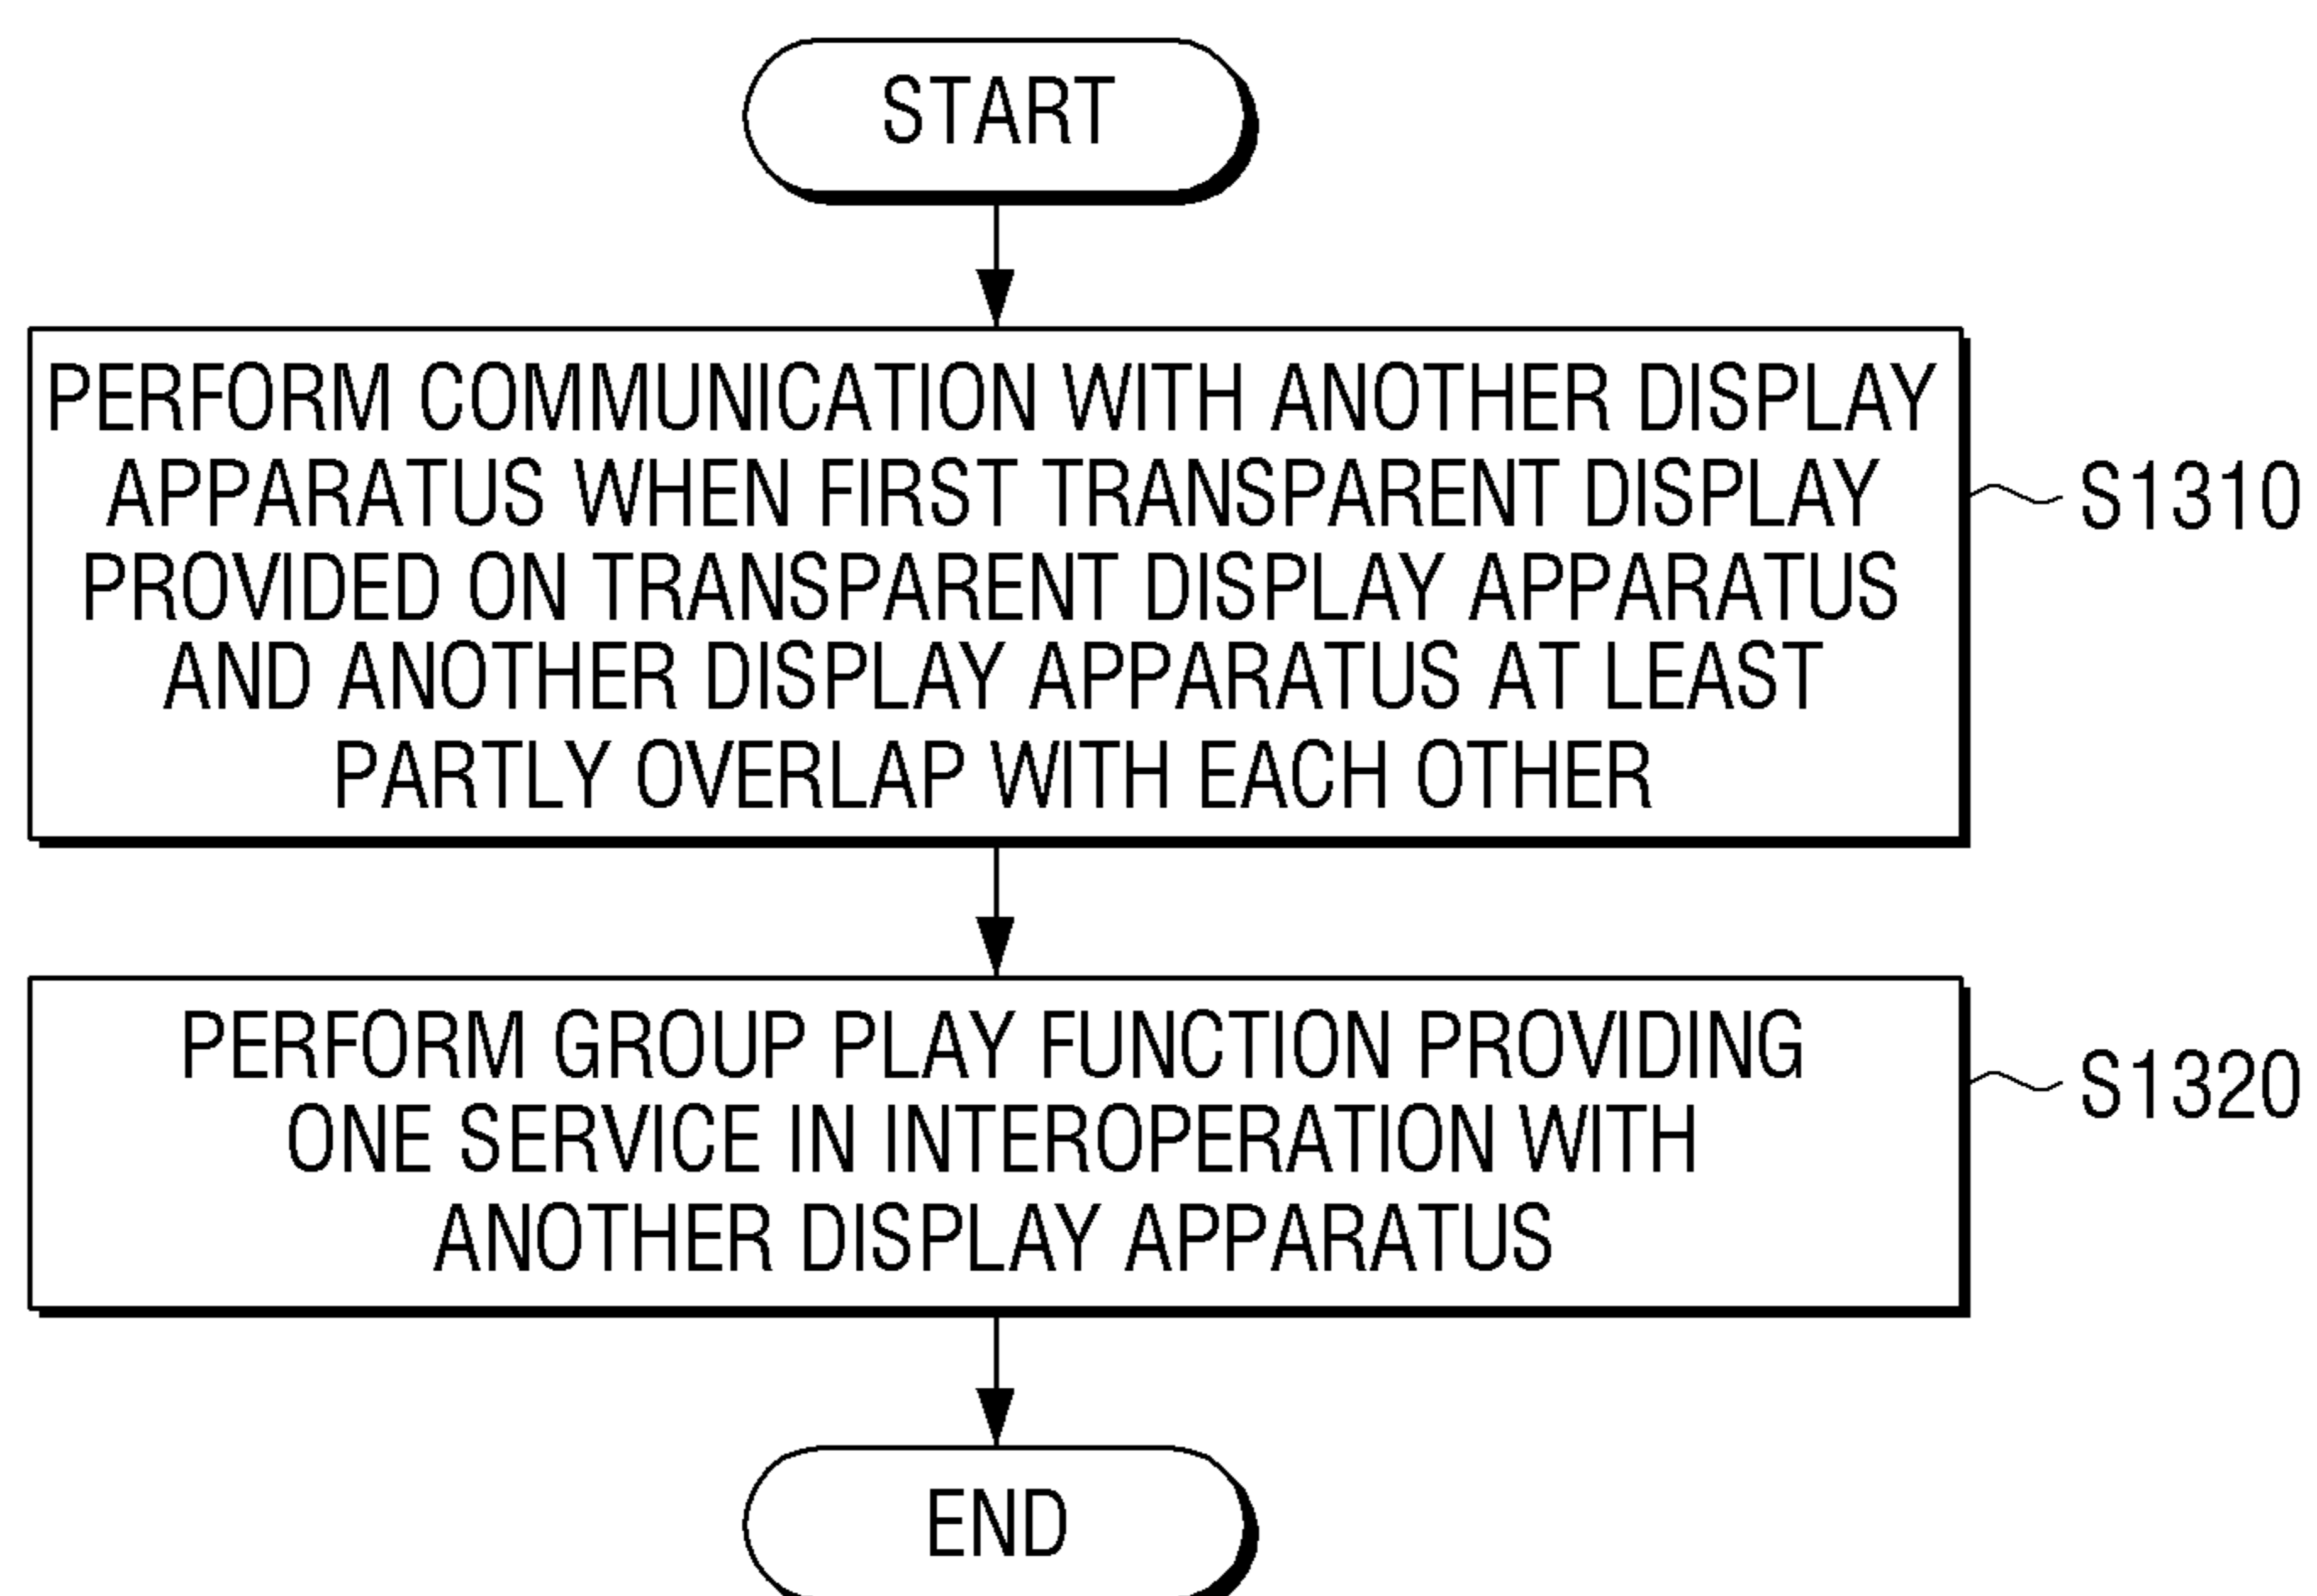 START
PERFORM COMMUNICATION WITH ANOTHER DISPLAY
APPARATUS WHEN FIRST TRANSPARENT DISPLAY
PROVIDED ON TRANSPARENT DISPLAY APPARATUS
AND ANOTHER DISPLAY APPARATUS AT LEAST
PARTLY OVERLAP WITH EACH OTHER
S1310
PERFORM GROUP PLAY FUNCTION PROVIDING
ONE SERVICE IN INTEROPERATION WITH
ANOTHER DISPLAY APPARATUS
S1320
END